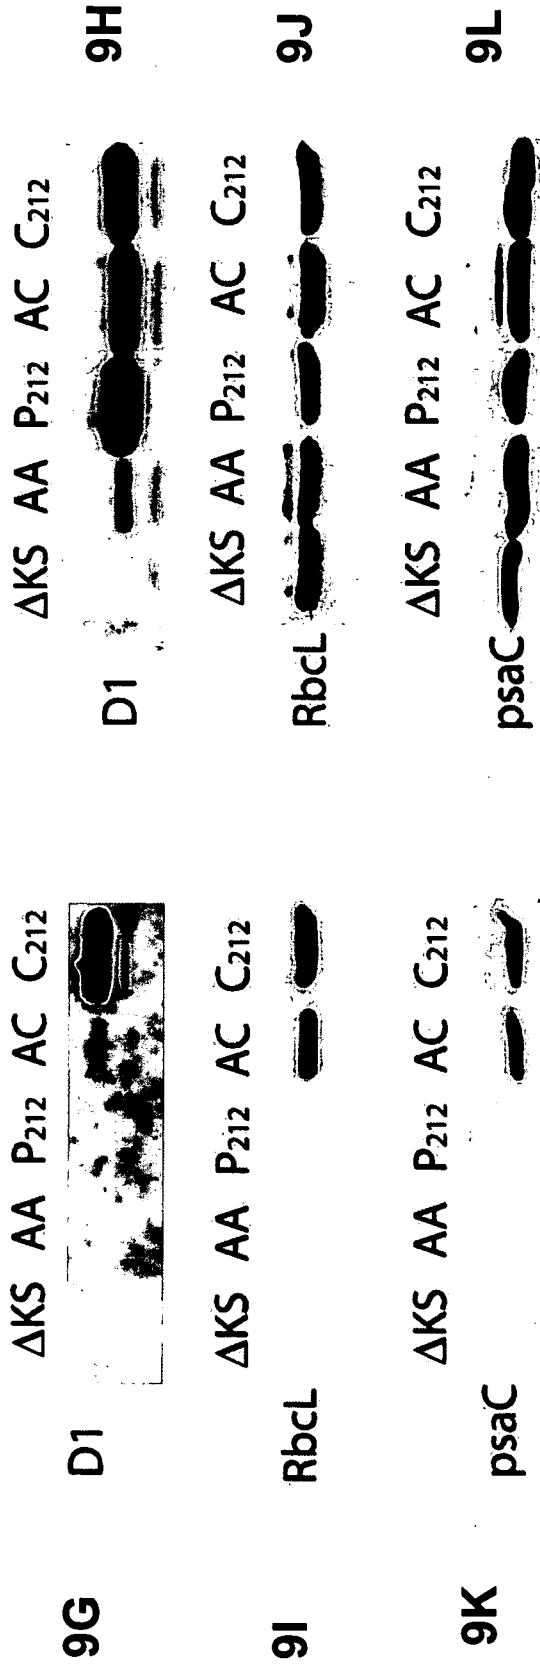 9G
ΔKS AA P212 AC C212
D1
9H
ΔKS AA P212 AC C212
D1
9I
ΔKS AA P212 AC C212
RbcL
9J
ΔKS AA P212 AC C212
RbcL
9K
ΔKS AA P212 AC C212
psaC
9L
ΔKS AA P212 AC C212
psaC